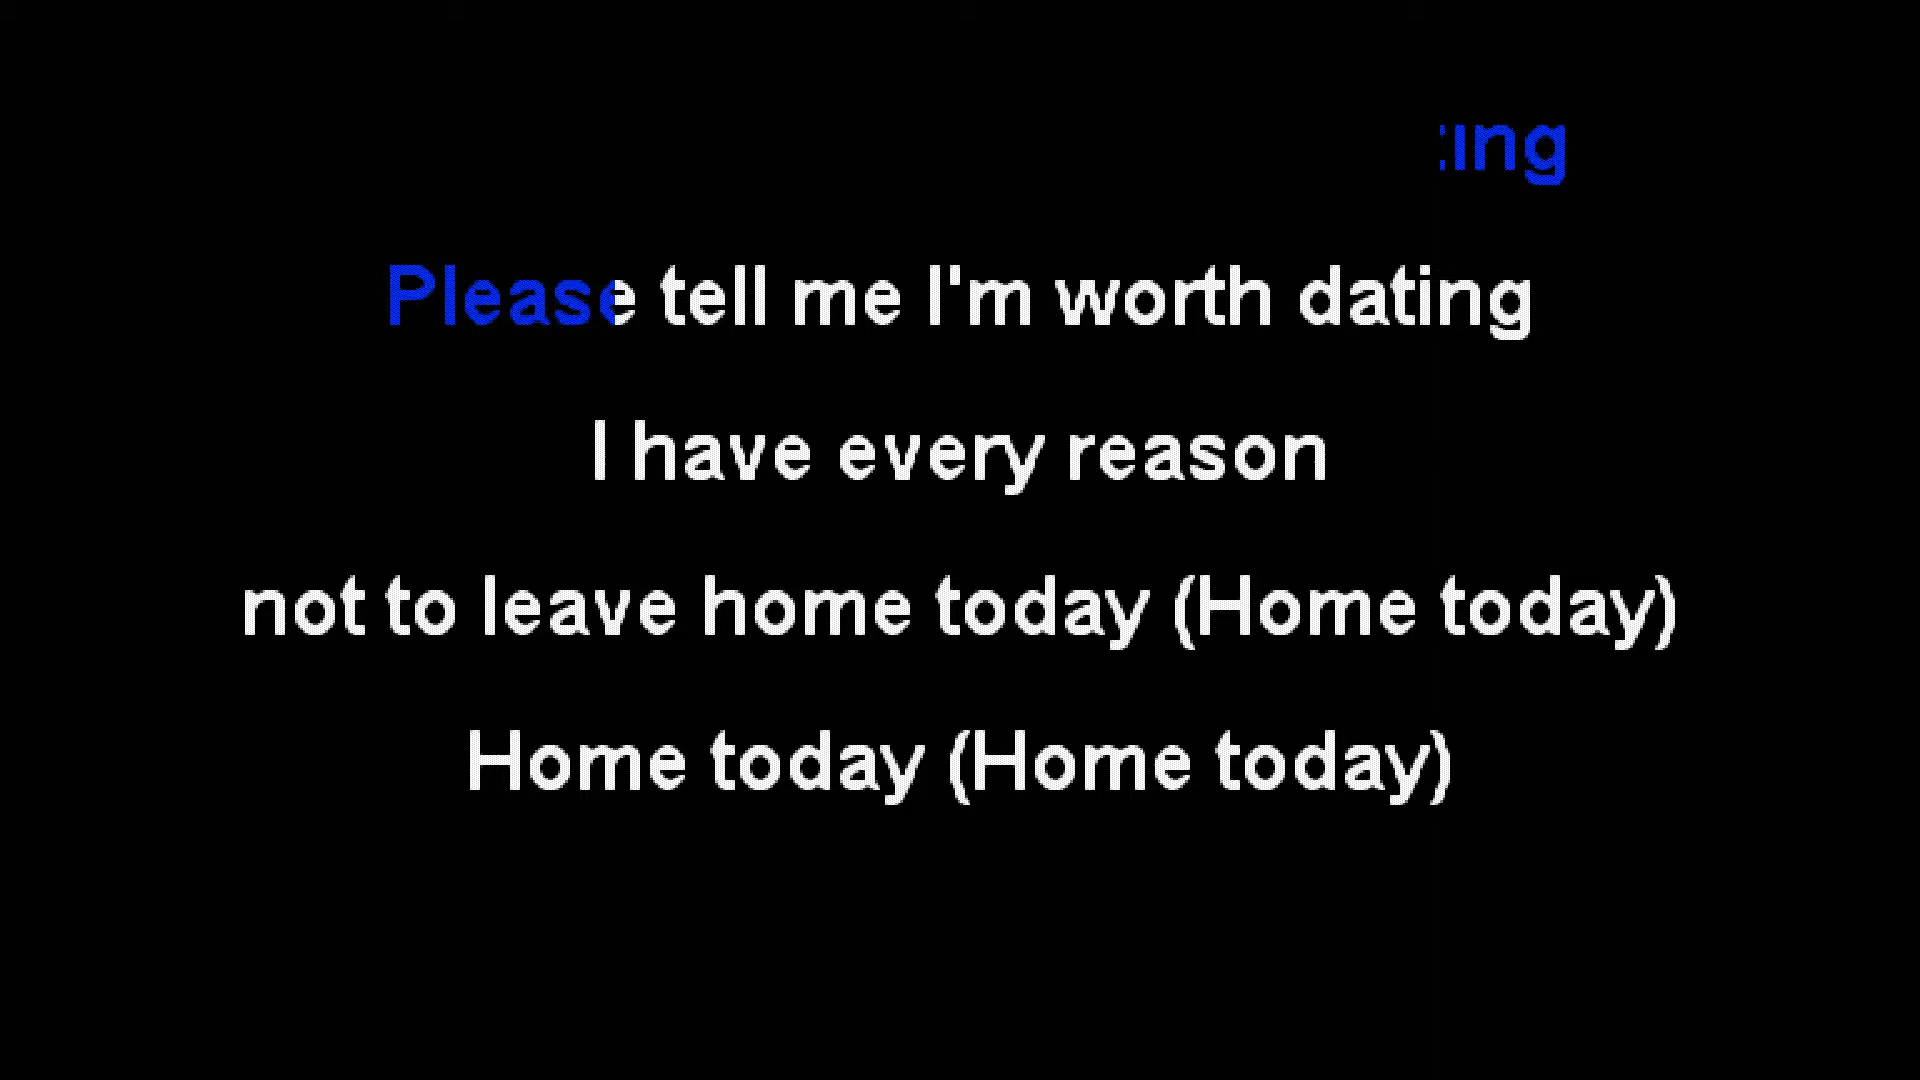 ing
Please tell me I'm worth dating
I have every reason
not to leave home today (Home today)
Home today (Home today)